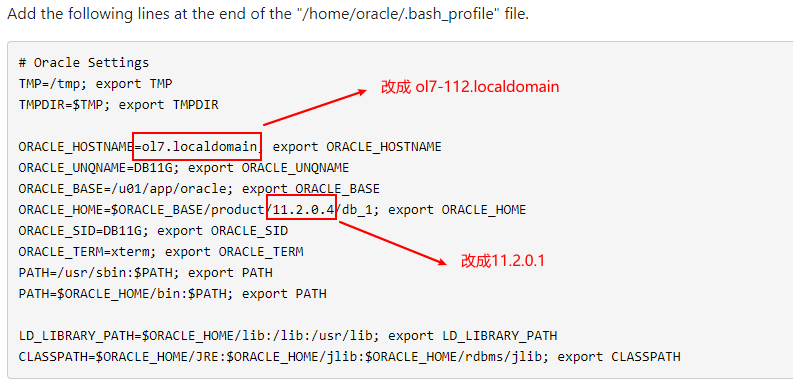 Add the following lines at the end of the "/home/oracle/.bash_profile" file.
# Oracle Settings
TMP=/tmp; export TMP
TMPDIR=$TMP; export TMPDIR
改成 ol7-112.localdomain
ORACLE_HOSTNAME=ol7.localdomain; export ORACLE_HOSTNAME
ORACLE_UNQNAME=DB11G; export ORACLE_UNQNAME
ORACLE_BASE=/u01/app/oracle; export ORACLE_BASE
ORACLE_HOME=$ORACLE_BASE/product/11.2.0.4/db_1; export ORACLE_HOME
ORACLE_SID=DB11G; export ORACLE_SID
ORACLE_TERM=xterm; export ORACLE_TERM
改成11.2.0.1
PATH=/usr/sbin:$PATH; export PATH
PATH=$ORACLE_HOME/bin:$PATH; export PATH
LD_LIBRARY_PATH=$ORACLE_HOME/lib:/lib:/usr/lib; export LD_LIBRARY_PATH
CLASSPATH=$ORACLE_HOME/JRE:$ORACLE_HOME/jlib:$ORACLE_HOME/rdbms/jlib; export CLASSPATH